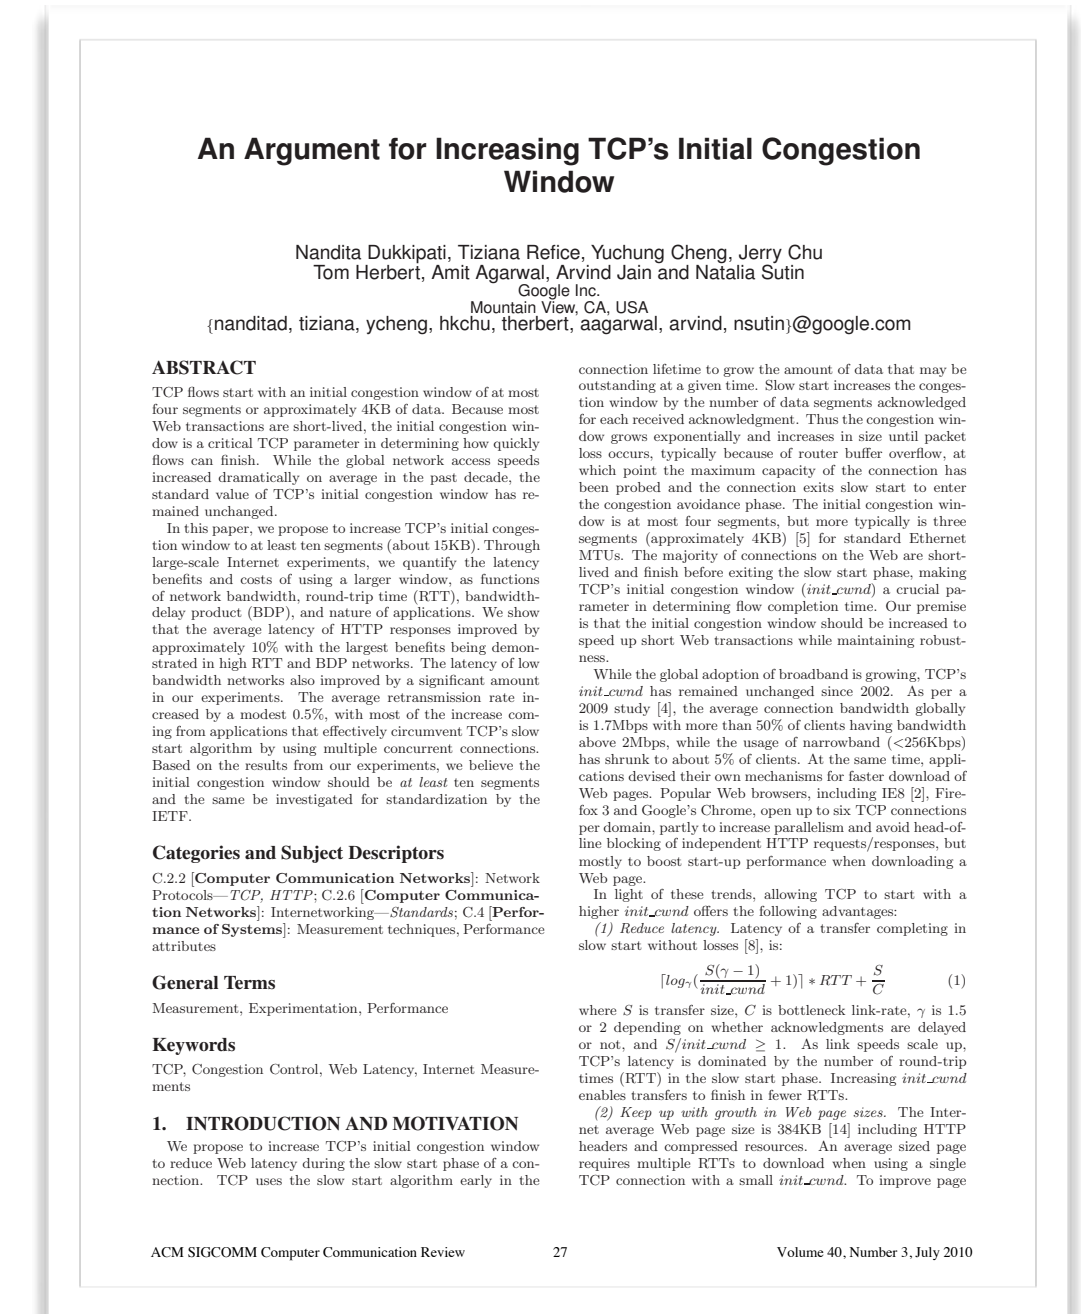 An Argument for Increasing TCP's Initial Congestion
Window
Nandita Dukkipati, Tiziana Refice, Yuchung Cheng, Jerry Chu
Tom Herbert, Amit Agarwal, Arvind Jain and Natalia Sutin
Google Inc.
Mountain View, CA, USA
{nanditad, tiziana, ycheng, hkchu, therbert, aagarwal, arvind, nsutin}@google.com
ABSTRACT
TCP flows start with an initial congestion window of at most
four segments or approximately 4KB of data. Because most
Web transactions are short-lived, the initial congestion win-
dow is a critical TCP parameter in determining how quickly
flows can finish. While the global network access speeds
increased dramatically on average in the past decade, the
standard value of TCP's initial congestion window has re-
mained unchanged.
In this paper, we propose to increase TCP's initial conges-
tion window to at least ten segments (about 15KB). Through
large-scale Internet experiments, we quantify the latency
benefits and costs of using a larger window, as functions
of network bandwidth, round-trip time (RTT), bandwidth-
delay product (BDP), and nature of applications. We show
that the average latency of HTTP responses improved by
approximately 10% with the largest benefits being demon-
strated in high RTT and BDP networks. The latency of low
bandwidth networks also improved by a significant amount
in our experiments. The average retransmission rate in-
creased by a modest 0.5%, with most of the increase com-
ing from applications that effectively circumvent TCP's slow
start algorithm by using multiple concurrent connections.
Based on the results from our experiments, we believe the
initial congestion window should be at least ten segments
and the same be investigated for standardization by the
IETF.
Categories and Subject Descriptors
C.2.2 [Computer Communication Networks]: Network
Protocols—TCP, HTTP; C.2.6 [Computer Communica-
tion Networks]: Internetworking—Standards; C.4 [Perfor-
mance of Systems]: Measurement techniques, Performance
attributes
General Terms
Measurement, Experimentation, Performance
Keywords
TCP, Congestion Control, Web Latency, Internet Measure-
ments
1. INTRODUCTION AND MOTIVATION
We propose to increase TCP's initial congestion window
to reduce Web latency during the slow start phase of a con-
nection. TCP uses the slow start algorithm early in the
connection lifetime to grow the amount of data that may be
outstanding at a given time. Slow start increases the conges-
tion window by the number of data segments acknowledged
for each received acknowledgment. Thus the congestion win-
dow grows exponentially and increases in size until packet
loss occurs, typically because of router buffer overflow, at
which point the maximum capacity of the connection has
been probed and the connection exits slow start to enter
the congestion avoidance phase. The initial congestion win-
dow is at most four segments, but more typically is three
segments (approximately 4KB) [5] for standard Ethernet
MTUs. The majority of connections on the Web are short-
lived and finish before exiting the slow start phase, making
TCP's initial congestion window (init_cwnd) a crucial pa-
rameter in determining flow completion time. Our premise
is that the initial congestion window should be increased to
speed up short Web transactions while maintaining robust-
ness.
While the global adoption of broadband is growing, TCP's
init_cwnd has remained unchanged since 2002. As per a
2009 study [4], the average connection bandwidth globally
is 1.7Mbps with more than 50% of clients having bandwidth
above 2Mbps, while the usage of narrowband (<256Kbps)
has shrunk to about 5% of clients. At the same time, appli-
cations devised their own mechanisms for faster download of
Web pages. Popular Web browsers, including IE8 [2], Fire-
fox 3 and Google's Chrome, open up to six TCP connections
per domain, partly to increase parallelism and avoid head-of-
line blocking of independent HTTP requests/responses, but
mostly to boost start-up performance when downloading a
Web page.
In light of these trends, allowing TCP to start with a
higher init_cwnd offers the following advantages:
(1) Reduce latency. Latency of a transfer completing in
slow start without losses [8], is:
⌈logγ(S(γ − 1)/init_cwnd + 1)⌉ ∗ RTT + S/C (1)
where S is transfer size, C is bottleneck link-rate, γ is 1.5
or 2 depending on whether acknowledgments are delayed
or not, and S/init_cwnd ≥ 1. As link speeds scale up,
TCP's latency is dominated by the number of round-trip
times (RTT) in the slow start phase. Increasing init_cwnd
enables transfers to finish in fewer RTTs.
(2) Keep up with growth in Web page sizes. The Inter-
net average Web page size is 384KB [14] including HTTP
headers and compressed resources. An average sized page
requires multiple RTTs to download when using a single
TCP connection with a small init_cwnd. To improve page
ACM SIGCOMM Computer Communication Review
27
Volume 40, Number 3, July 2010